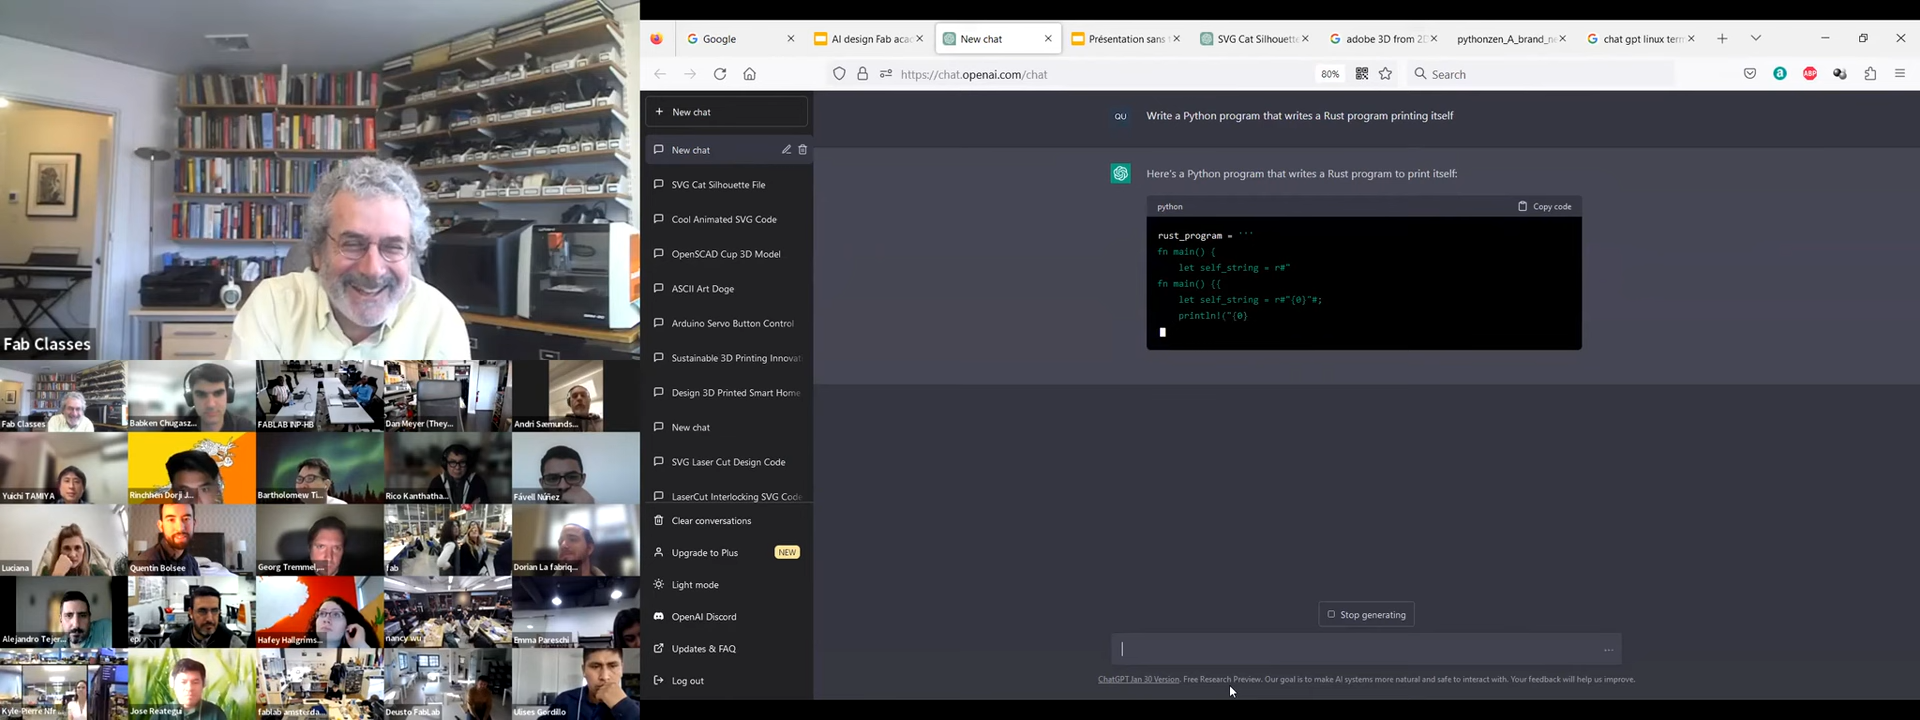 Fab Classes
Fab Classes
Babken Chugasz...
FABLAB INP-HB
Dan Meyer (They...
Andri Sæmunds...
Yuichi TAMIYA
Rinchhen Dorji J...
Bartholomew Ti...
Rico Kanthatha...
Fávell Núñez
Luciana
Quentin Bolsee
Georg Tremmel,...
fab
Dorian La fabriq...
Alejandro Tejer...
epi
Hafey Hallgríms...
nancy wu
Emma Pareschi
Kyle-Pierre Nfr...
Jose Reategui
fablab amsterda...
Deusto FabLab
Ulises Gordillo
Google
AI design Fab aca
New chat
Présentation sans
SVG Cat Silhouette
adobe 3D from 2D
pythonzen_A_brand_ne
chat gpt linux term
https://chat.openai.com/chat
80%
Search
ABP
New chat
New chat
SVG Cat Silhouette File
Cool Animated SVG Code
OpenSCAD Cup 3D Model
ASCII Art Doge
Arduino Servo Button Control
Sustainable 3D Printing Innovat
Design 3D Printed Smart Home
New chat
SVG Laser Cut Design Code
LaserCut Interlocking SVG Code
Clear conversations
Upgrade to Plus NEW
Light mode
OpenAI Discord
Updates & FAQ
Log out
QU Write a Python program that writes a Rust program printing itself
Here's a Python program that writes a Rust program to print itself:
python Copy code
rust_program = '''
fn main() {
let self_string = r#"
fn main() {{
let self_string = r#"{0}"#;
println!("{0}
Stop generating
ChatGPT Jan 30 Version. Free Research Preview. Our goal is to make AI systems more natural and safe to interact with. Your feedback will help us improve.